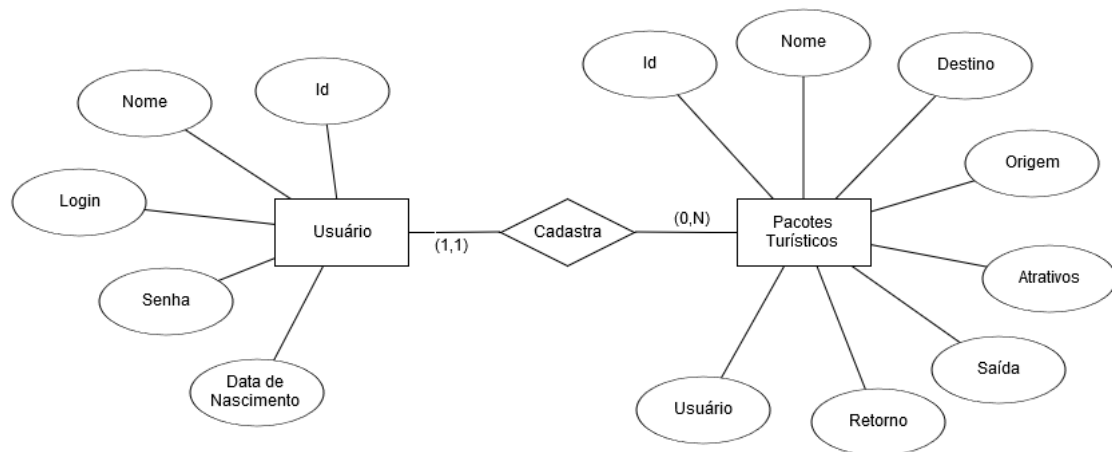 Nome
Id
Login
Senha
Data de
Nascimento
Usuário
(1,1)
Cadastra
(0,N)
Pacotes
Turísticos
Id
Nome
Destino
Origem
Atrativos
Saída
Retorno
Usuário